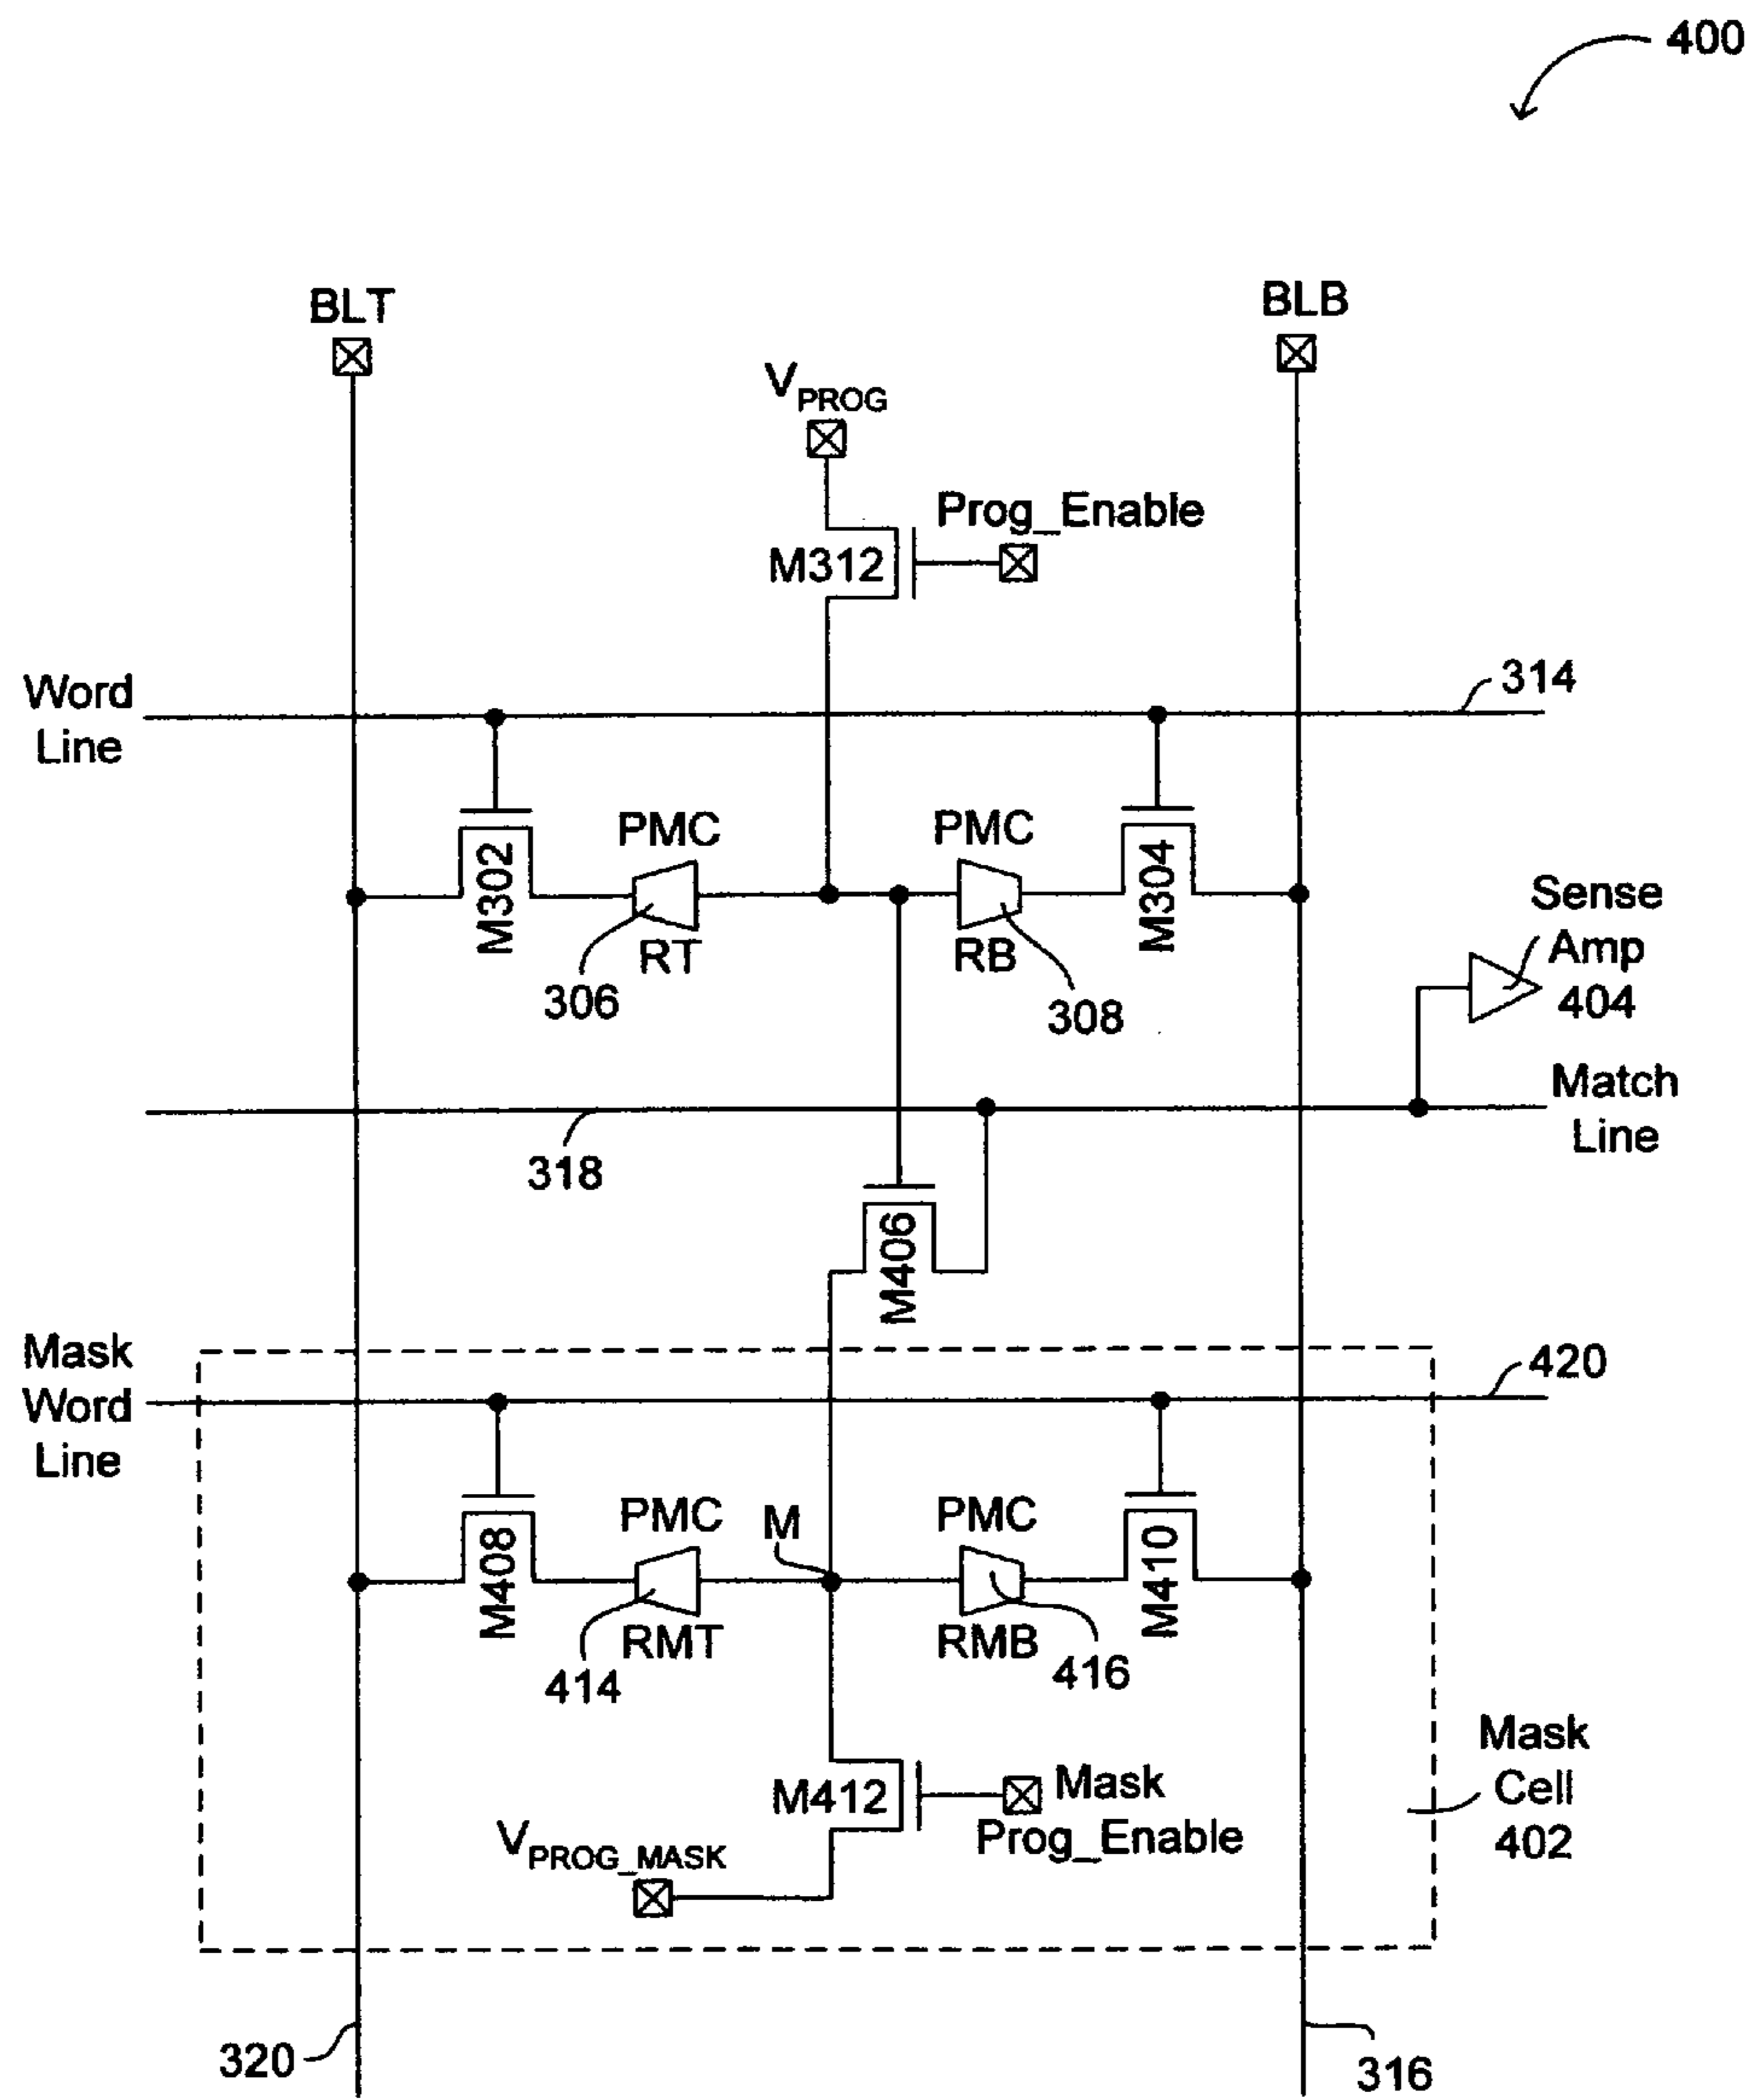 400
BLT
BLB
VPROG
Prog_Enable
M312
Word
Line
314
M302
PMC
RT
306
PMC
RB
308
M304
Sense
Amp
404
Match
Line
318
M406
Mask
Word
Line
420
M408
PMC
RMT
414
M
PMC
RMB
416
M410
M412
Mask
Prog_Enable
VPROG_MASK
Mask
Cell
402
320
316